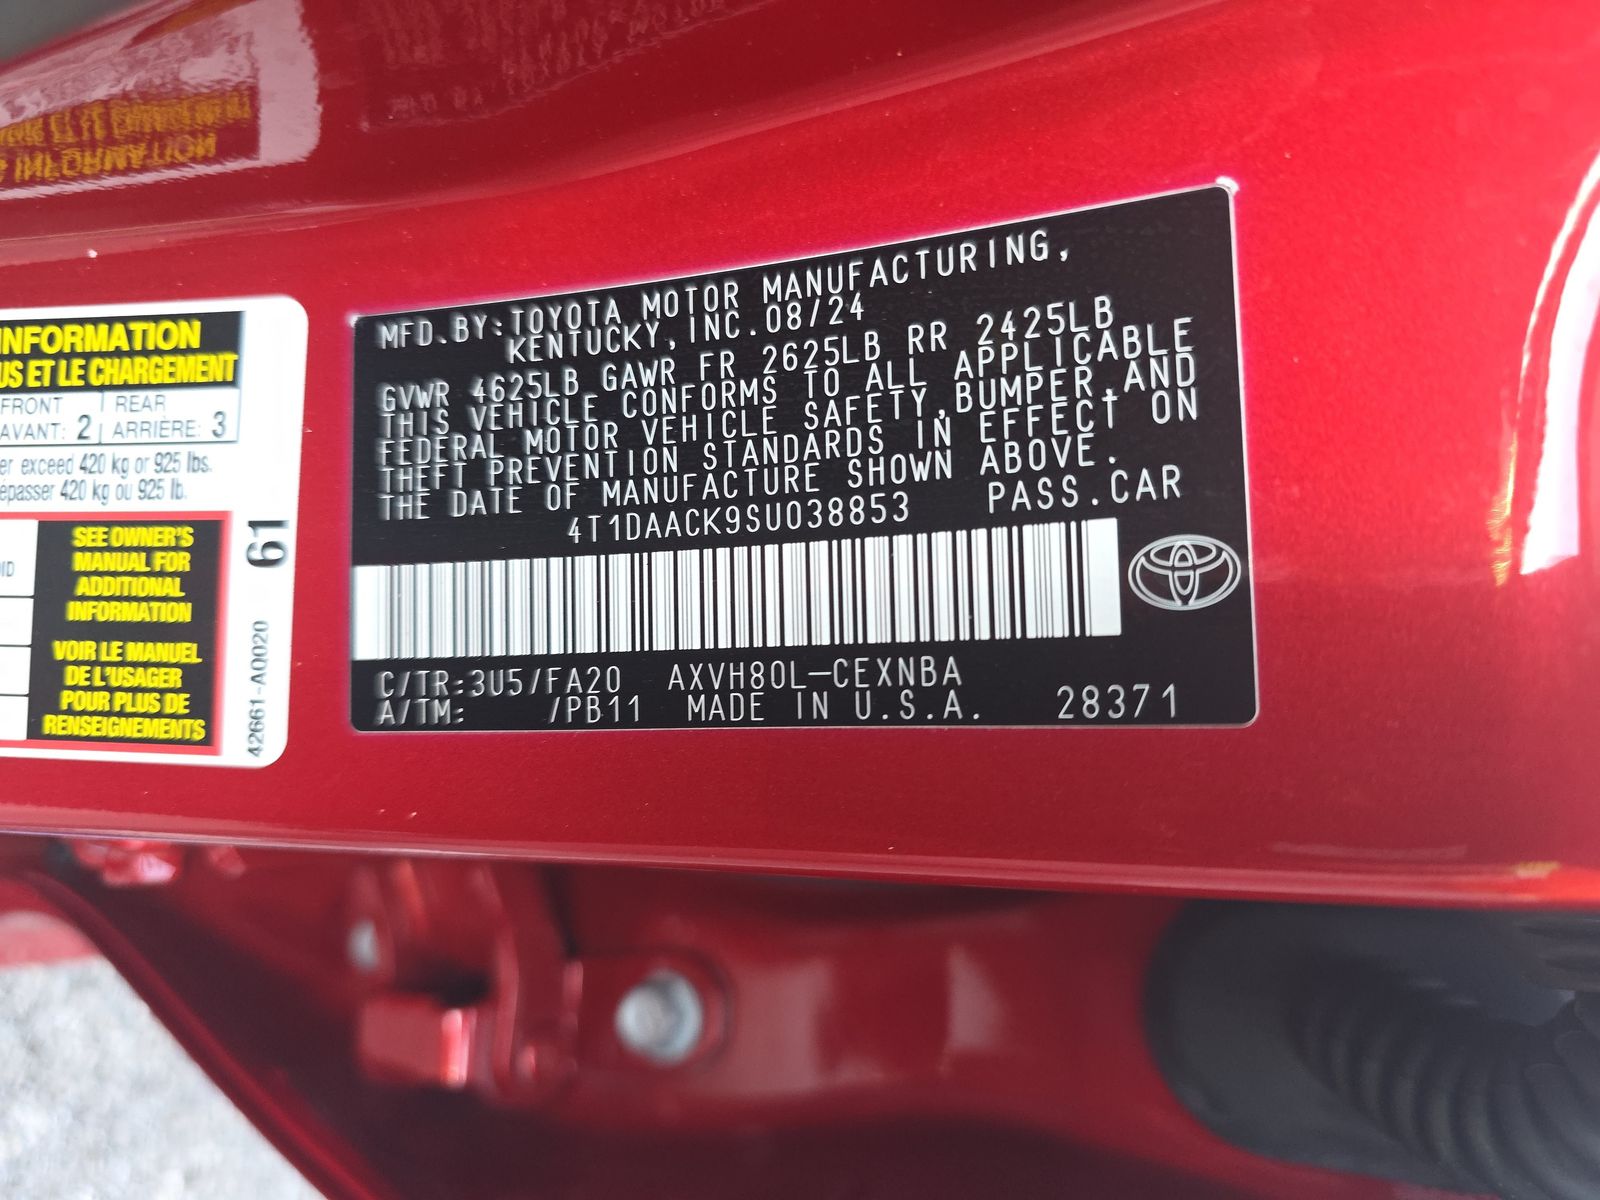 INFORMATION
US ET LE CHARGEMENT
FRONT REAR
AVANT: 2 ARRIÈRE: 3
er exceed 420 kg or 925 lbs.
épasser 420 kg ou 925 lb.
SEE OWNER'S
MANUAL FOR
ADDITIONAL
INFORMATION
VOIR LE MANUEL
DE L'USAGER
POUR PLUS DE
RENSEIGNEMENTS
61
42661-A0020
MFD.BY:TOYOTA MOTOR MANUFACTURING,
KENTUCKY,INC.08/24
GVWR 4625LB GAWR FR 2625LB RR 2425LB
THIS VEHICLE CONFORMS TO ALL APPLICABLE
FEDERAL MOTOR VEHICLE SAFETY,BUMPER,AND
THEFT PREVENTION STANDARDS IN EFFECT ON
THE DATE OF MANUFACTURE SHOWN ABOVE.
4T1DAACK9SU038853 PASS.CAR
C/TR:3U5/FA20 AXVH80L-CEXNBA
A/TM: /PB11 MADE IN U.S.A. 28371